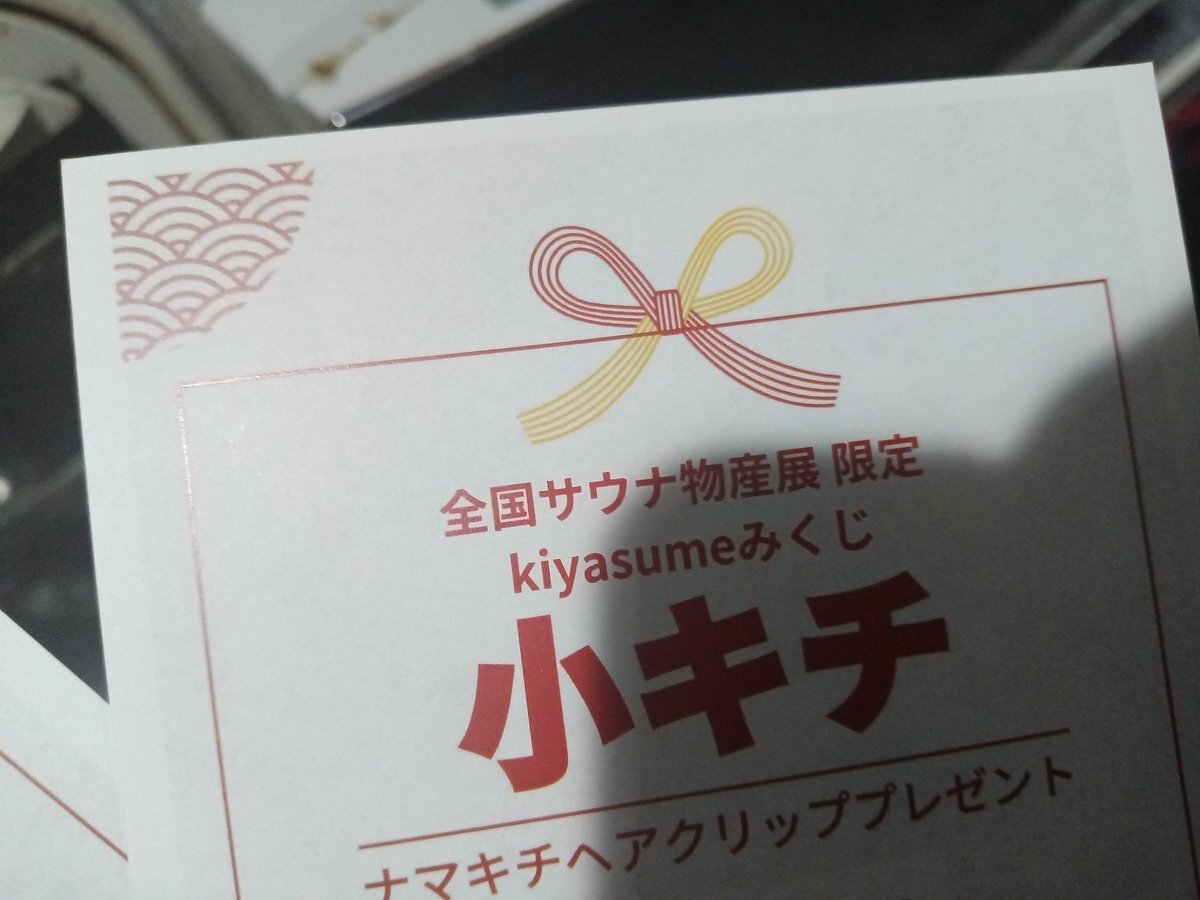 全国サウナ物産展 限定
kiyasumeみくじ
小キチ
ナマキチヘアクリッププレゼント